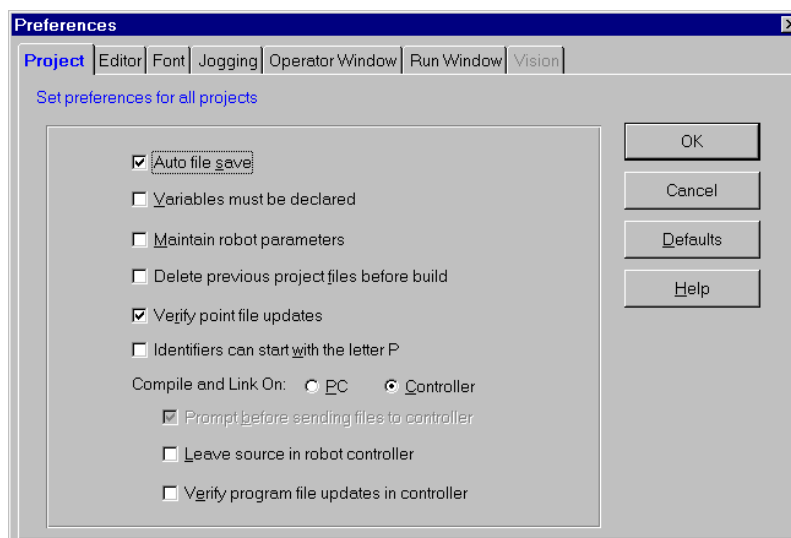 Preferences
Project Editor Font Jogging Operator Window Run Window Vision
Set preferences for all projects
Auto file save
Variables must be declared
Maintain robot parameters
Delete previous project files before build
Verify point file updates
Identifiers can start with the letter P
Compile and Link On: PC Controller
Prompt before sending files to controller
Leave source in robot controller
Verify program file updates in controller
OK
Cancel
Defaults
Help